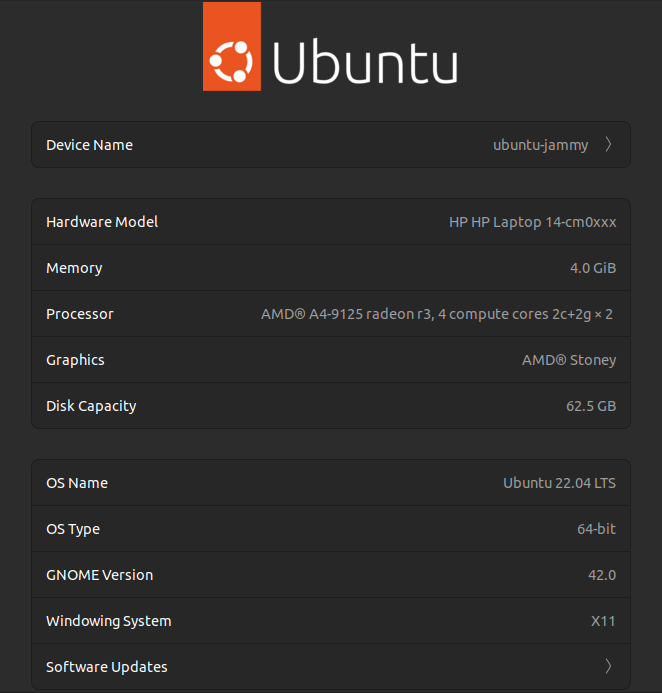 Ubuntu
Device Name ubuntu-jammy
Hardware Model HP HP Laptop 14-cm0xxx
Memory 4.0 GiB
Processor AMD® A4-9125 radeon r3, 4 compute cores 2c+2g × 2
Graphics AMD® Stoney
Disk Capacity 62.5 GB
OS Name Ubuntu 22.04 LTS
OS Type 64-bit
GNOME Version 42.0
Windowing System X11
Software Updates